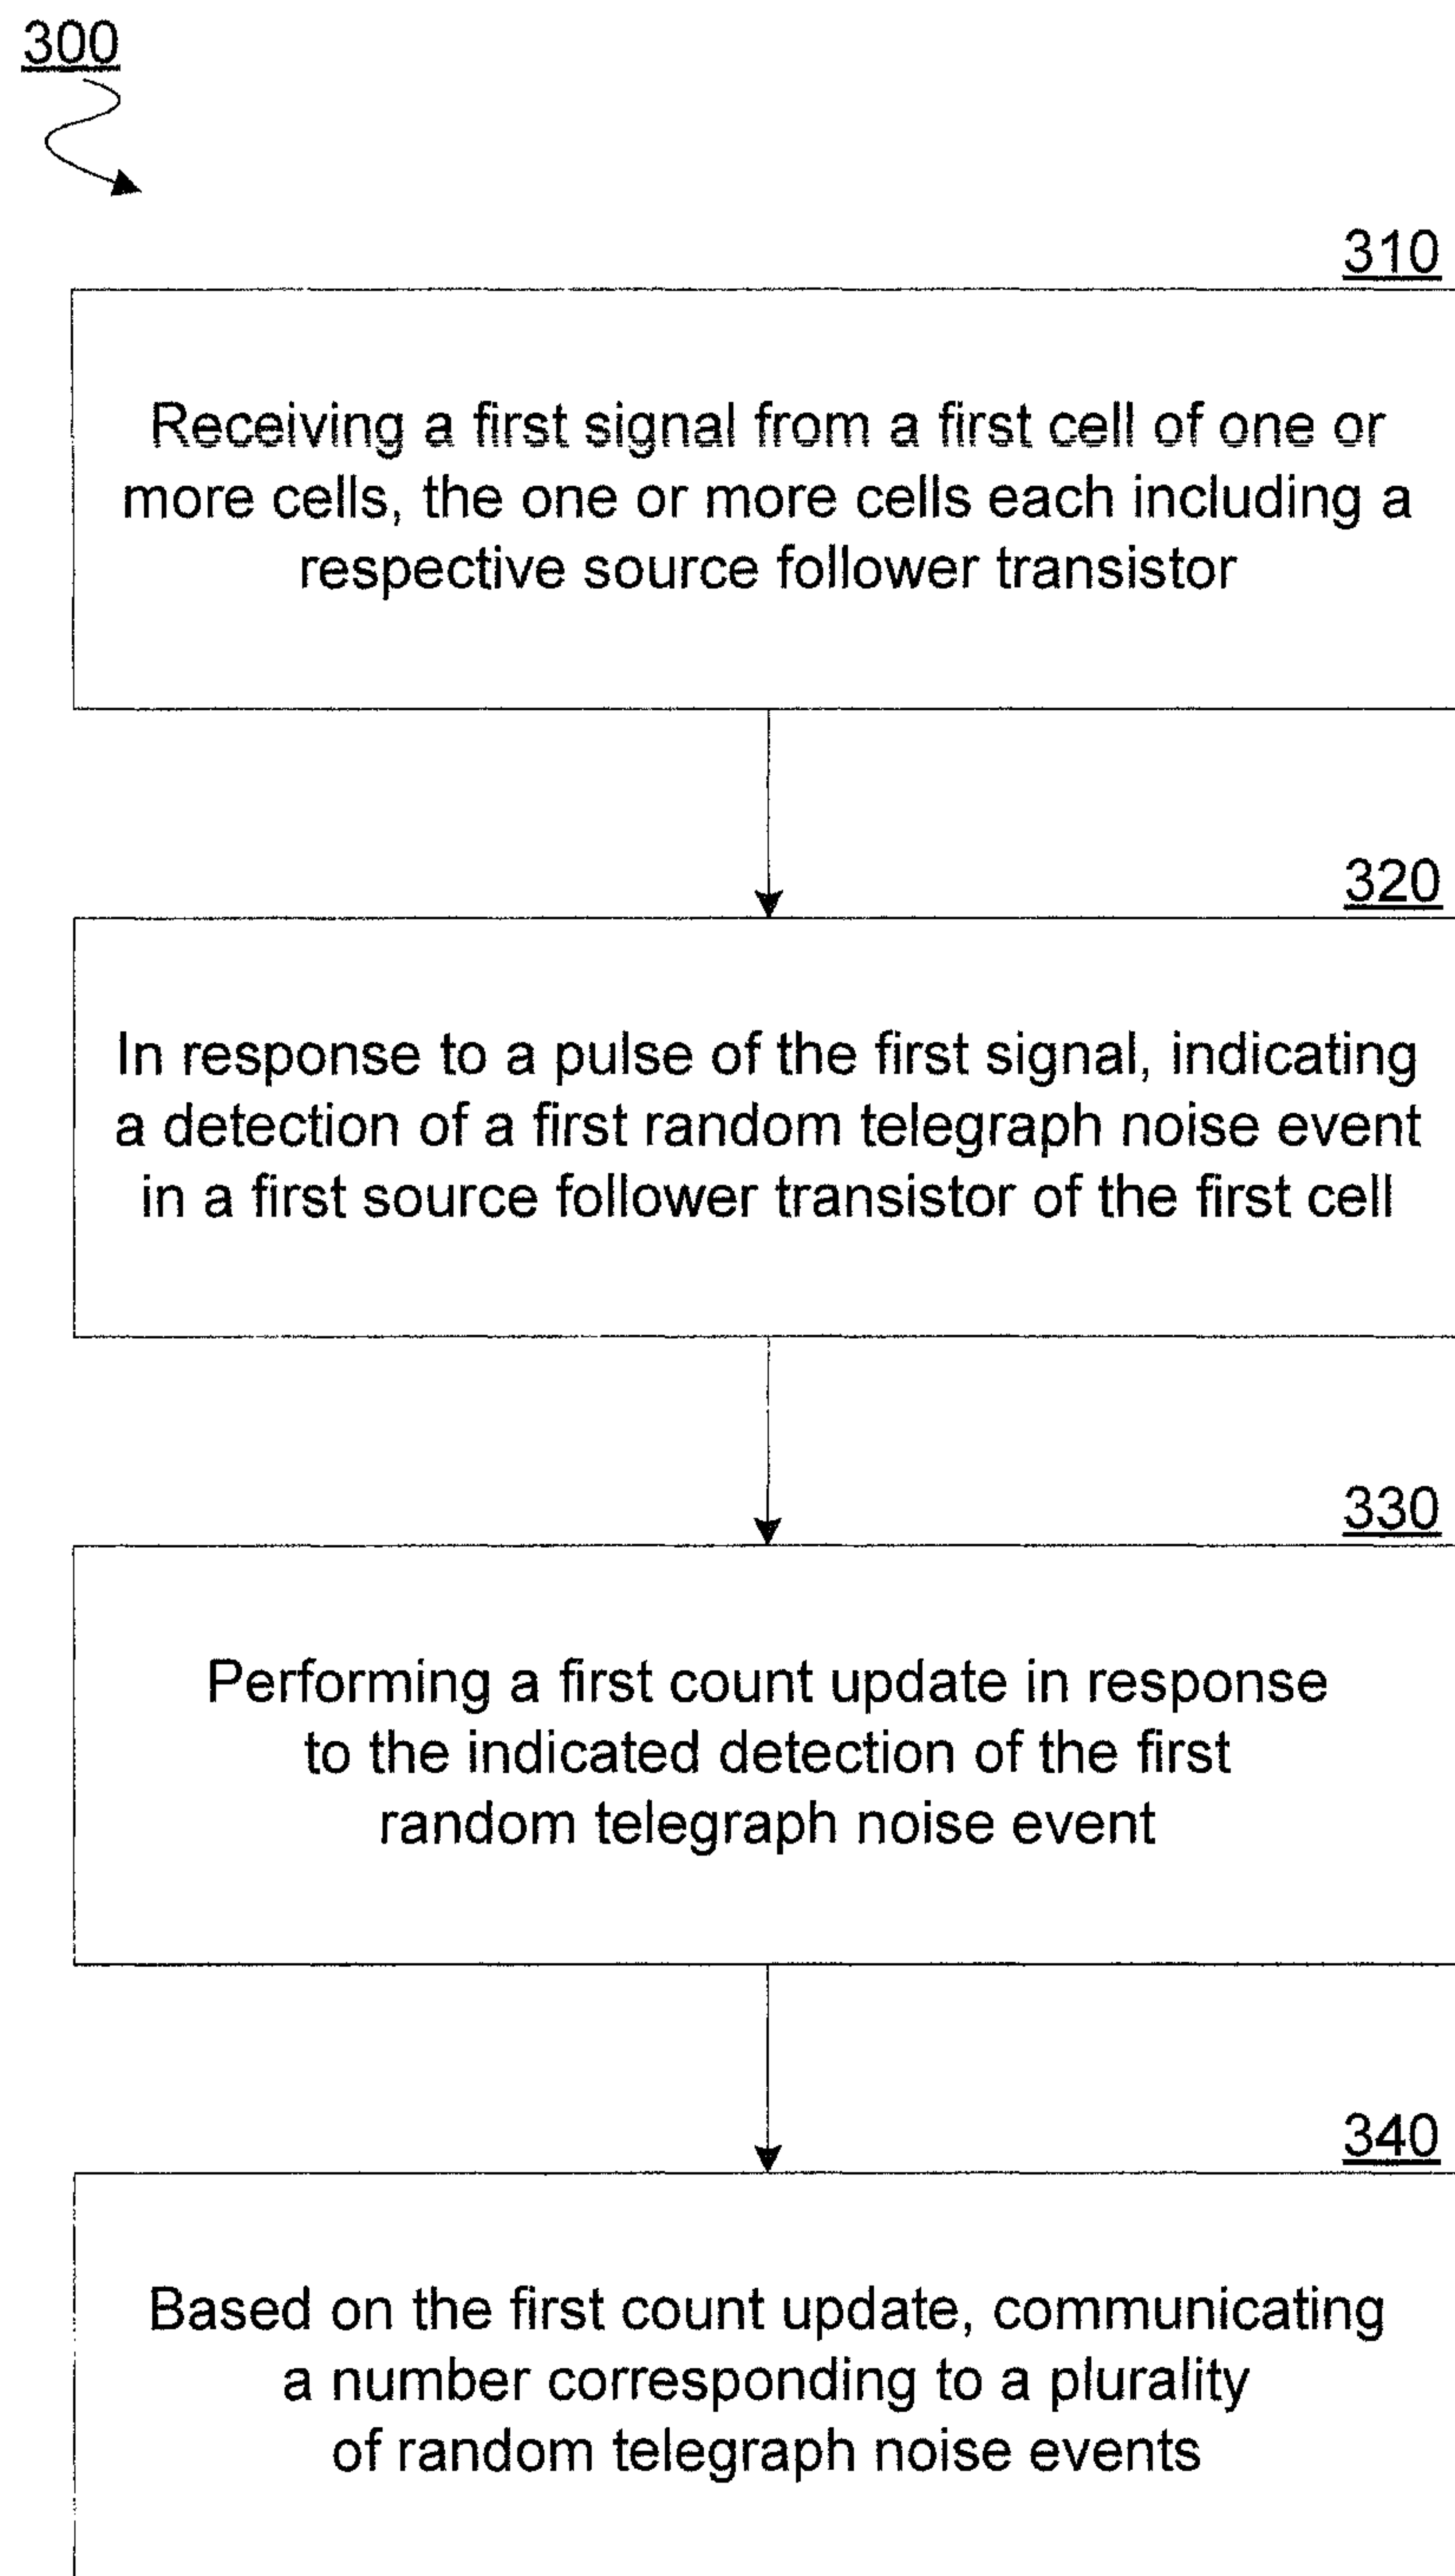 300
310
Receiving a first signal from a first cell of one or
more cells, the one or more cells each including a
respective source follower transistor
320
In response to a pulse of the first signal, indicating
a detection of a first random telegraph noise event
in a first source follower transistor of the first cell
330
Performing a first count update in response
to the indicated detection of the first
random telegraph noise event
340
Based on the first count update, communicating
a number corresponding to a plurality
of random telegraph noise events